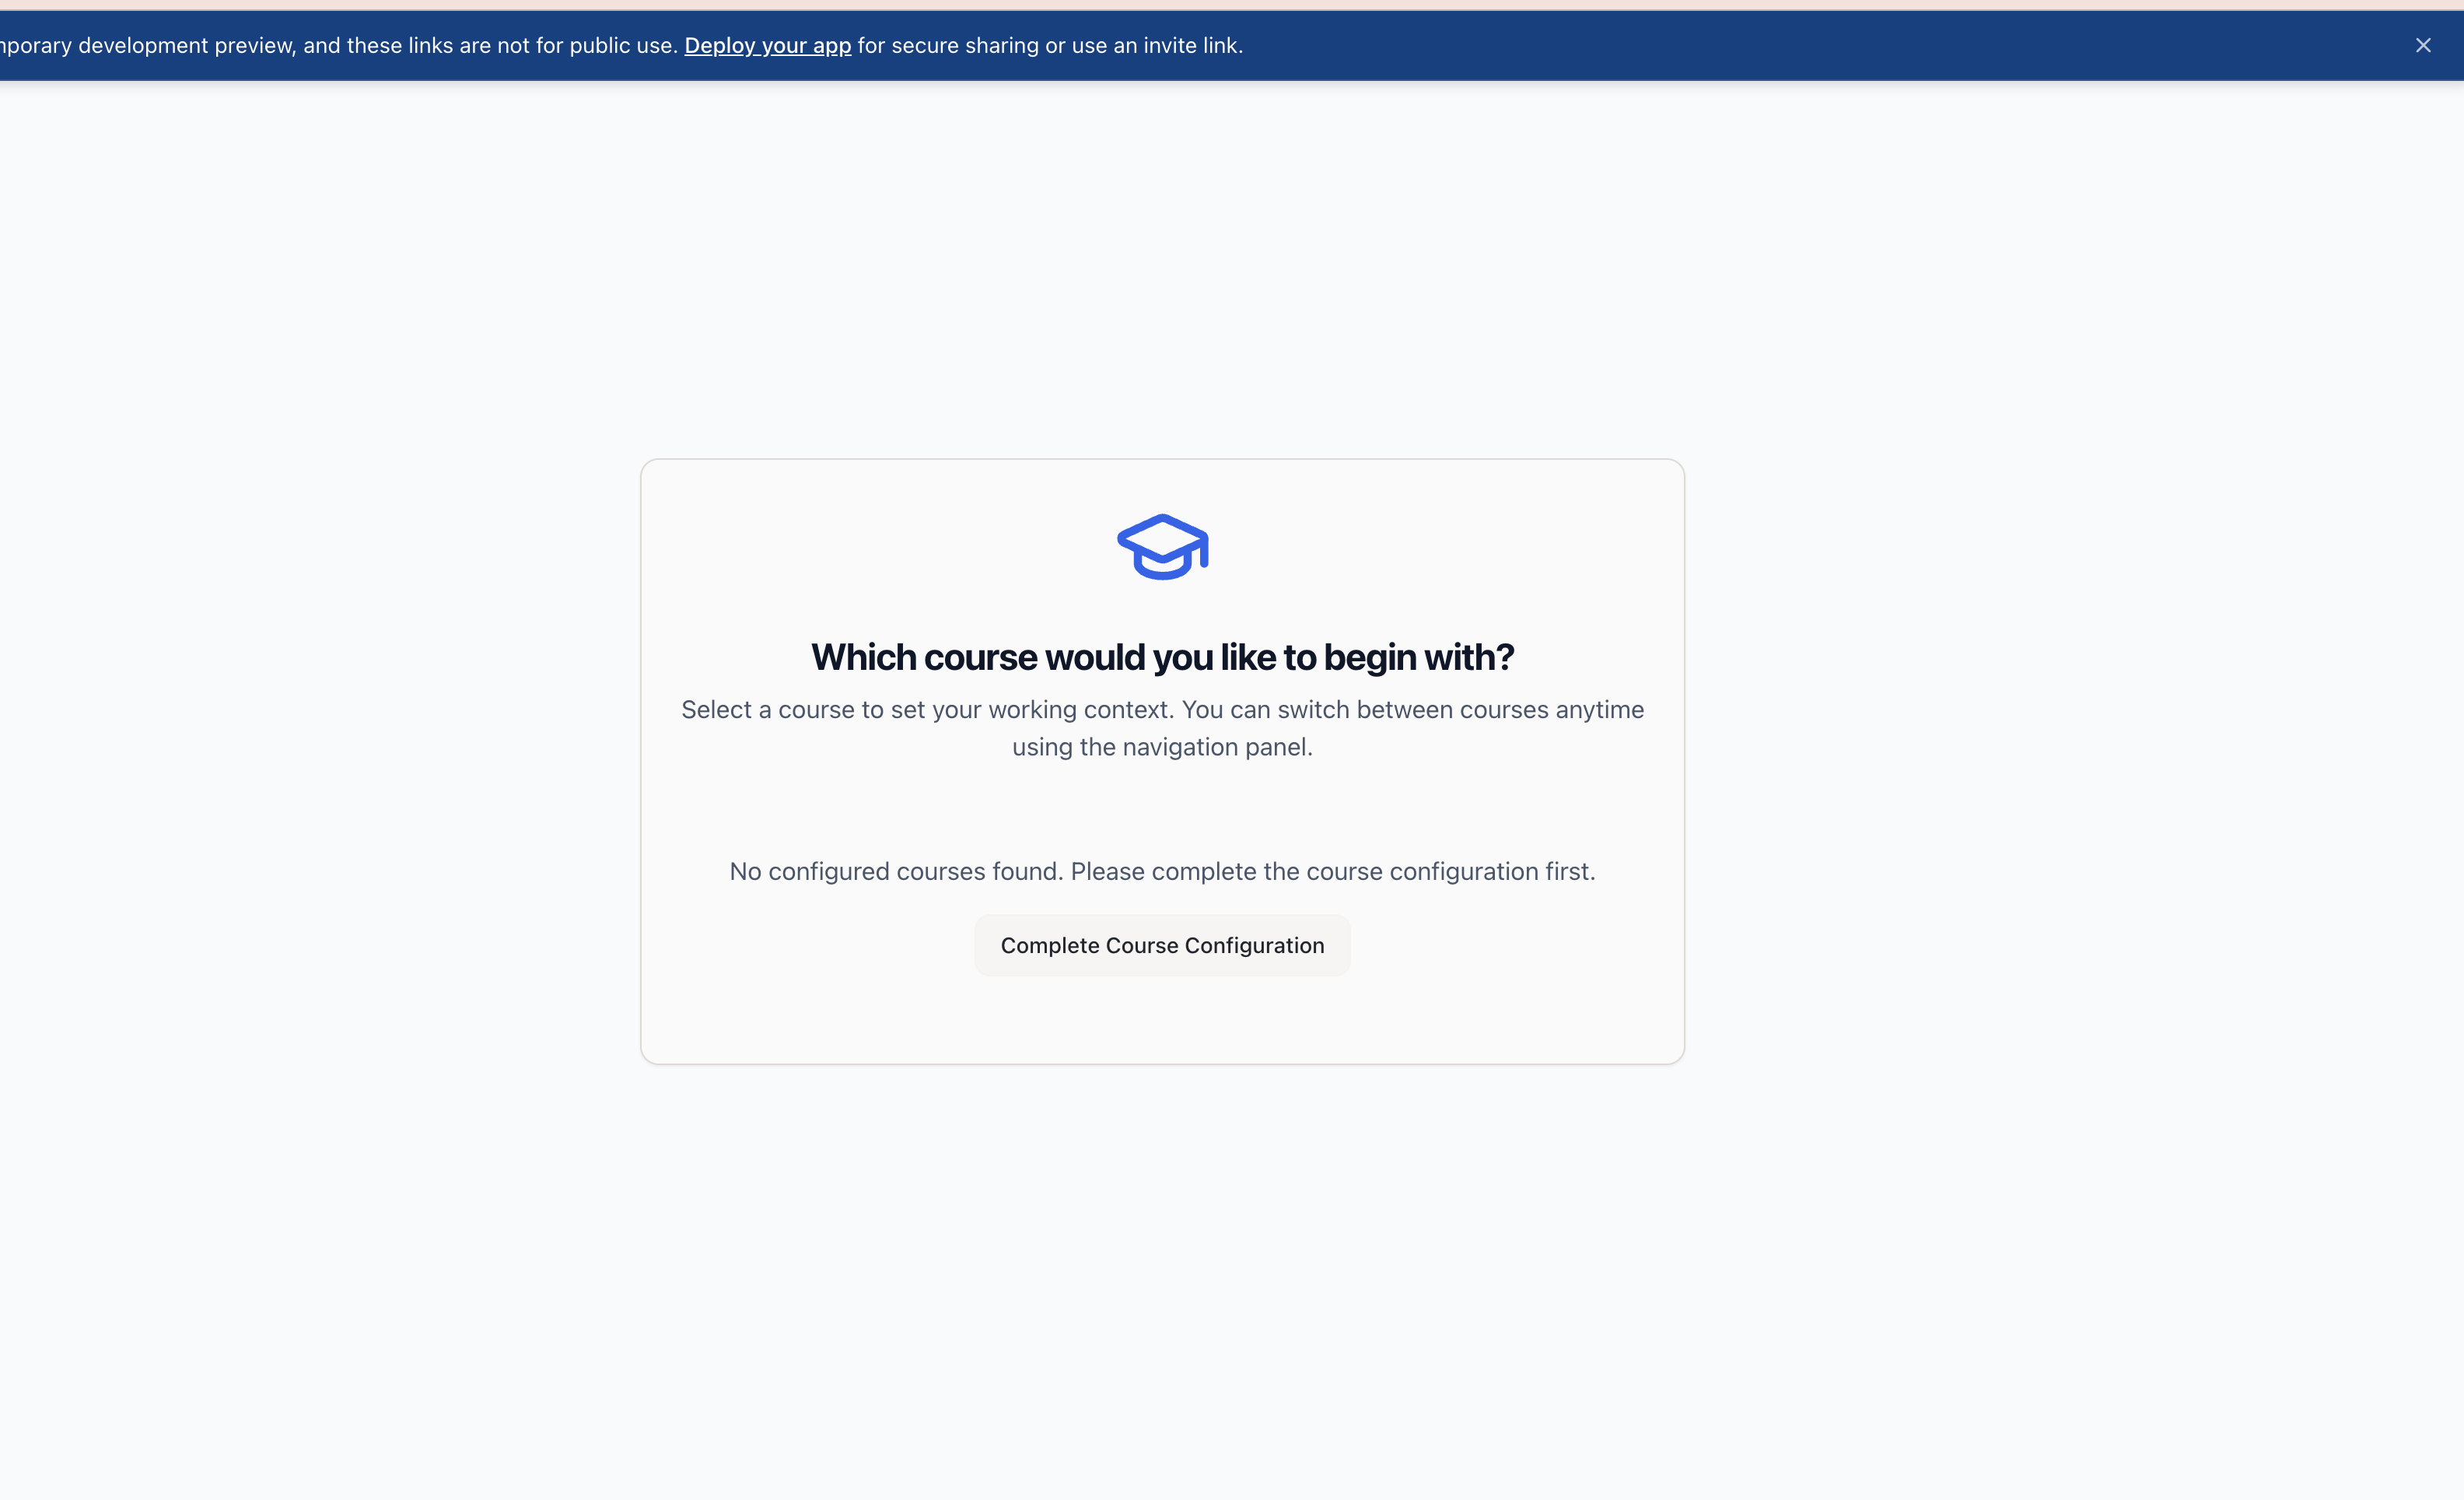 development preview, and these links are not for public use. Deploy your app for secure sharing or use an invite link.
Which course would you like to begin with?
Select a course to set your working context. You can switch between courses anytime
using the navigation panel.
No configured courses found. Please complete the course configuration first.
Complete Course Configuration